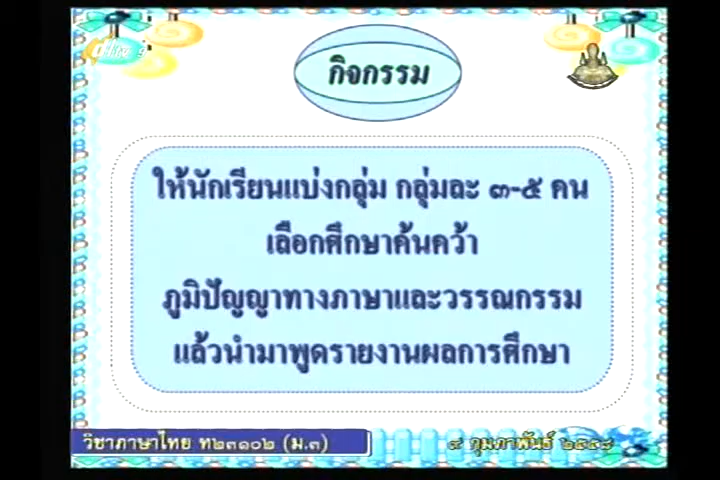 กิจกรรม
ให้นักเรียนแบ่งกลุ่ม กลุ่มละ ๓-๕ คน
เลือกศึกษาค้นคว้า
ภูมิปัญญาทางภาษาและวรรณกรรม
แล้วนำมาพูดรายงานผลการศึกษา
วิชาภาษาไทย ท๒๓๑๐๒ (ม.๓)
๙ กุมภาพันธ์ ๒๕๕๘